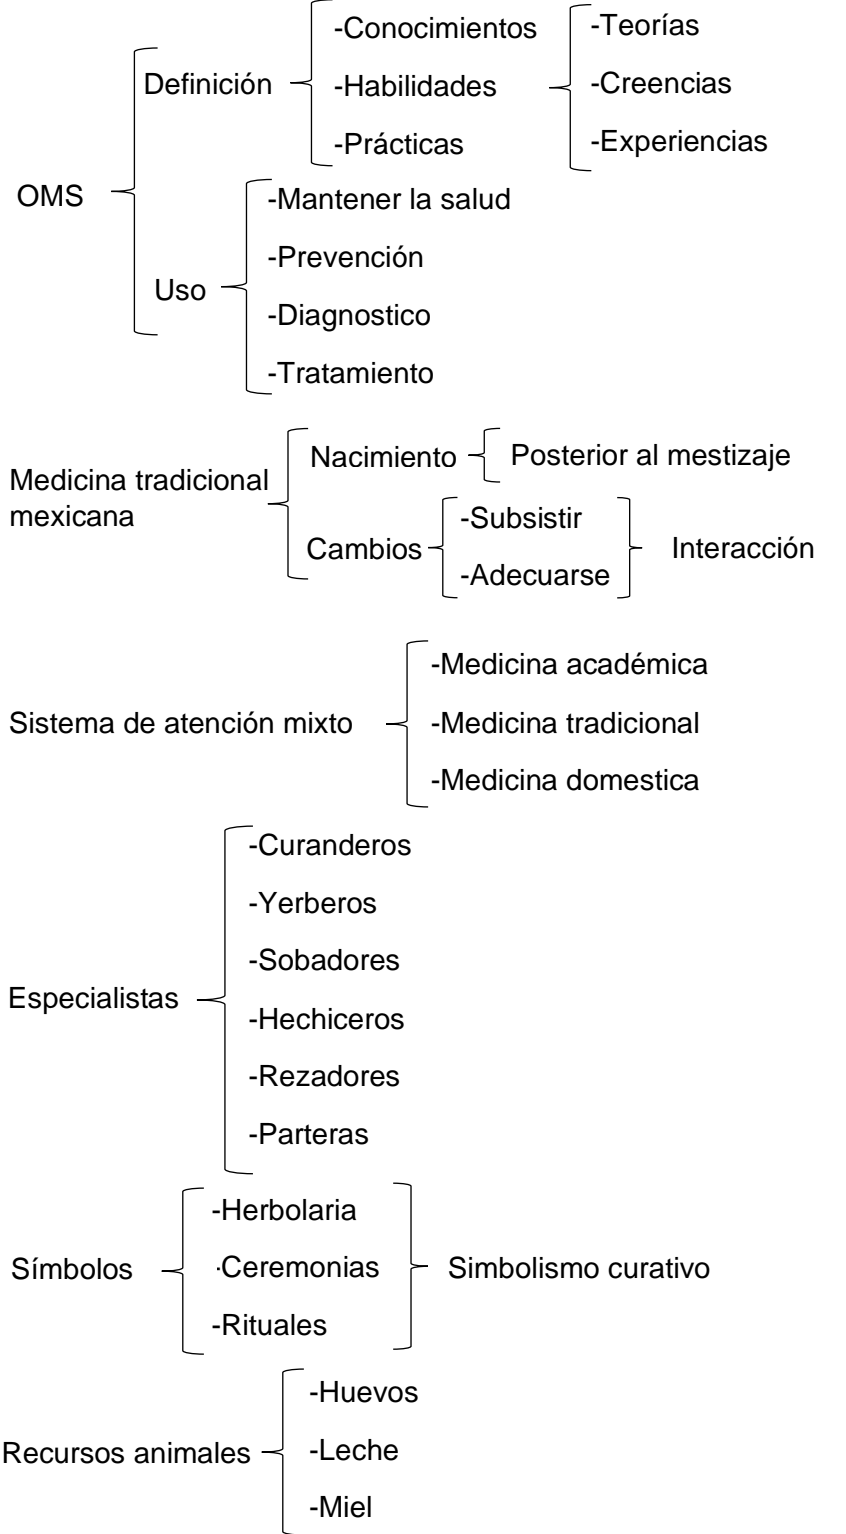 OMS
Definición
-Conocimientos
-Habilidades
-Prácticas
-Teorías
-Creencias
-Experiencias
Uso
-Mantener la salud
-Prevención
-Diagnostico
-Tratamiento
Medicina tradicional
mexicana
Nacimiento
Posterior al mestizaje
Cambios
-Subsistir
-Adecuarse
Interacción
Sistema de atención mixto
-Medicina académica
-Medicina tradicional
-Medicina domestica
Especialistas
-Curanderos
-Yerberos
-Sobadores
-Hechiceros
-Rezadores
-Parteras
Símbolos
-Herbolaria
-Ceremonias
-Rituales
Simbolismo curativo
Recursos animales
-Huevos
-Leche
-Miel